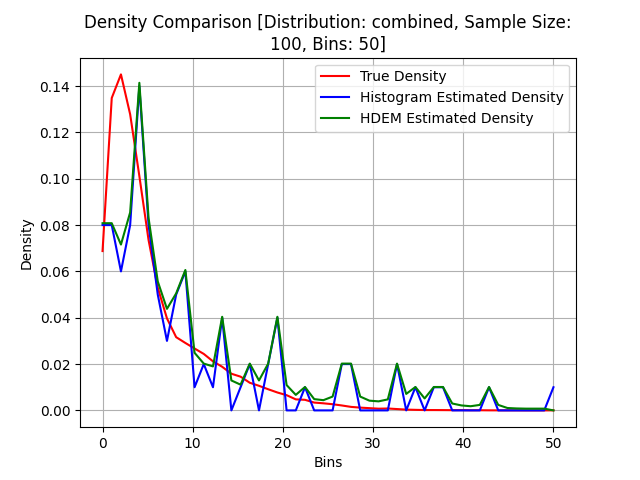 Density Comparison [Distribution: combined, Sample Size:
100, Bins: 50]
True Density
Histogram Estimated Density
HDEM Estimated Density
Density
0.14
0.12
0.10
0.08
0.06
0.04
0.02
0.00
0 10 20 30 40 50
Bins